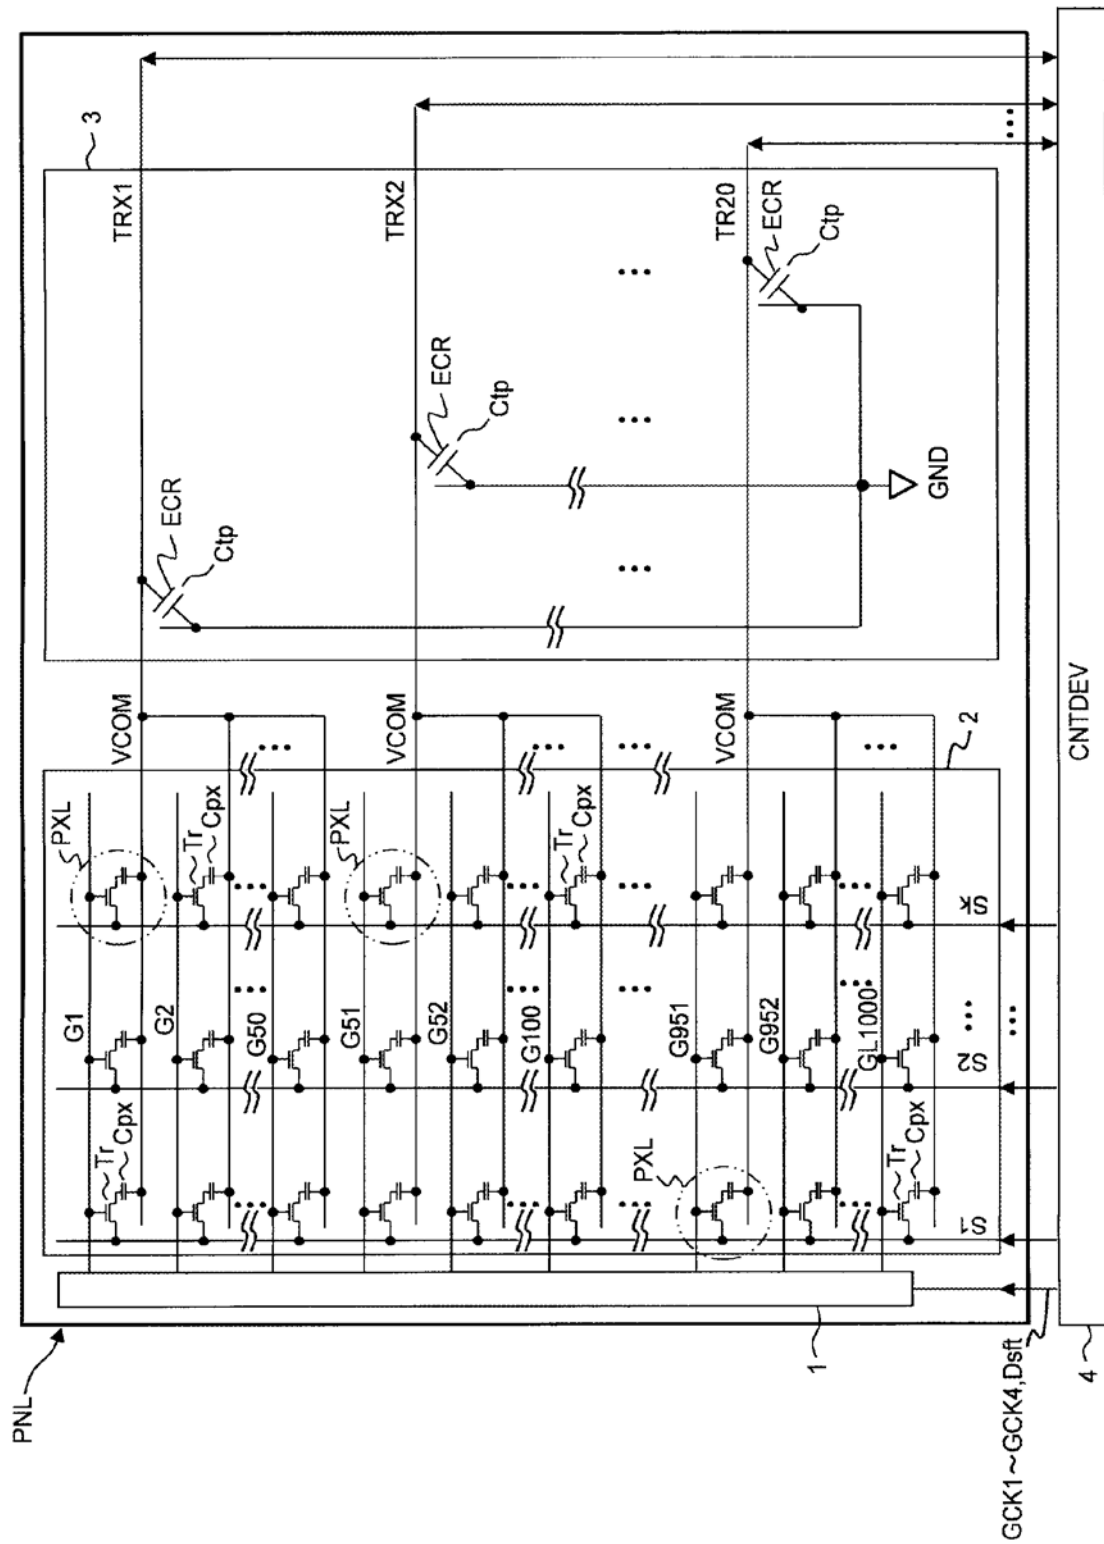 PNL
3
TRX1
TRX2
TR20
ECR
Ctp
ECR
Ctp
ECR
Ctp
GND
VCOM
VCOM
VCOM
2
PXL
Tr
Cpx
PXL
Tr
Cpx
G1
G2
G50
G51
G52
G100
G951
G952
GL1000
Tr
Cpx
PXL
Tr
Cpx
S1
S2
Sk
1
GCK1~GCK4,Dsft
CNTDEV
4